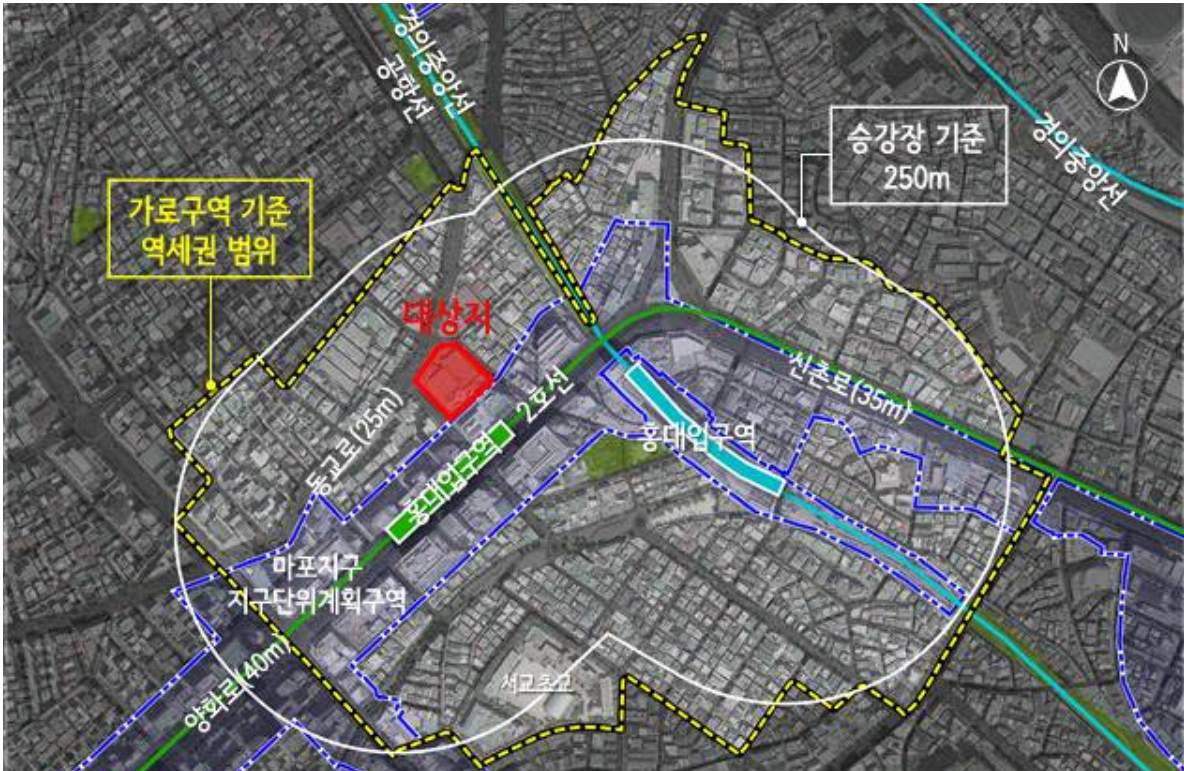 경의중앙선
공항선
N
승강장 기준
250m
경의중앙선
가로구역 기준
역세권 범위
대상지
동교로(25m)
2호선
신촌로(35m)
홍대입구역
홍대입구역
마포지구
지구단위계획구역
양화로(40m)
서교초교